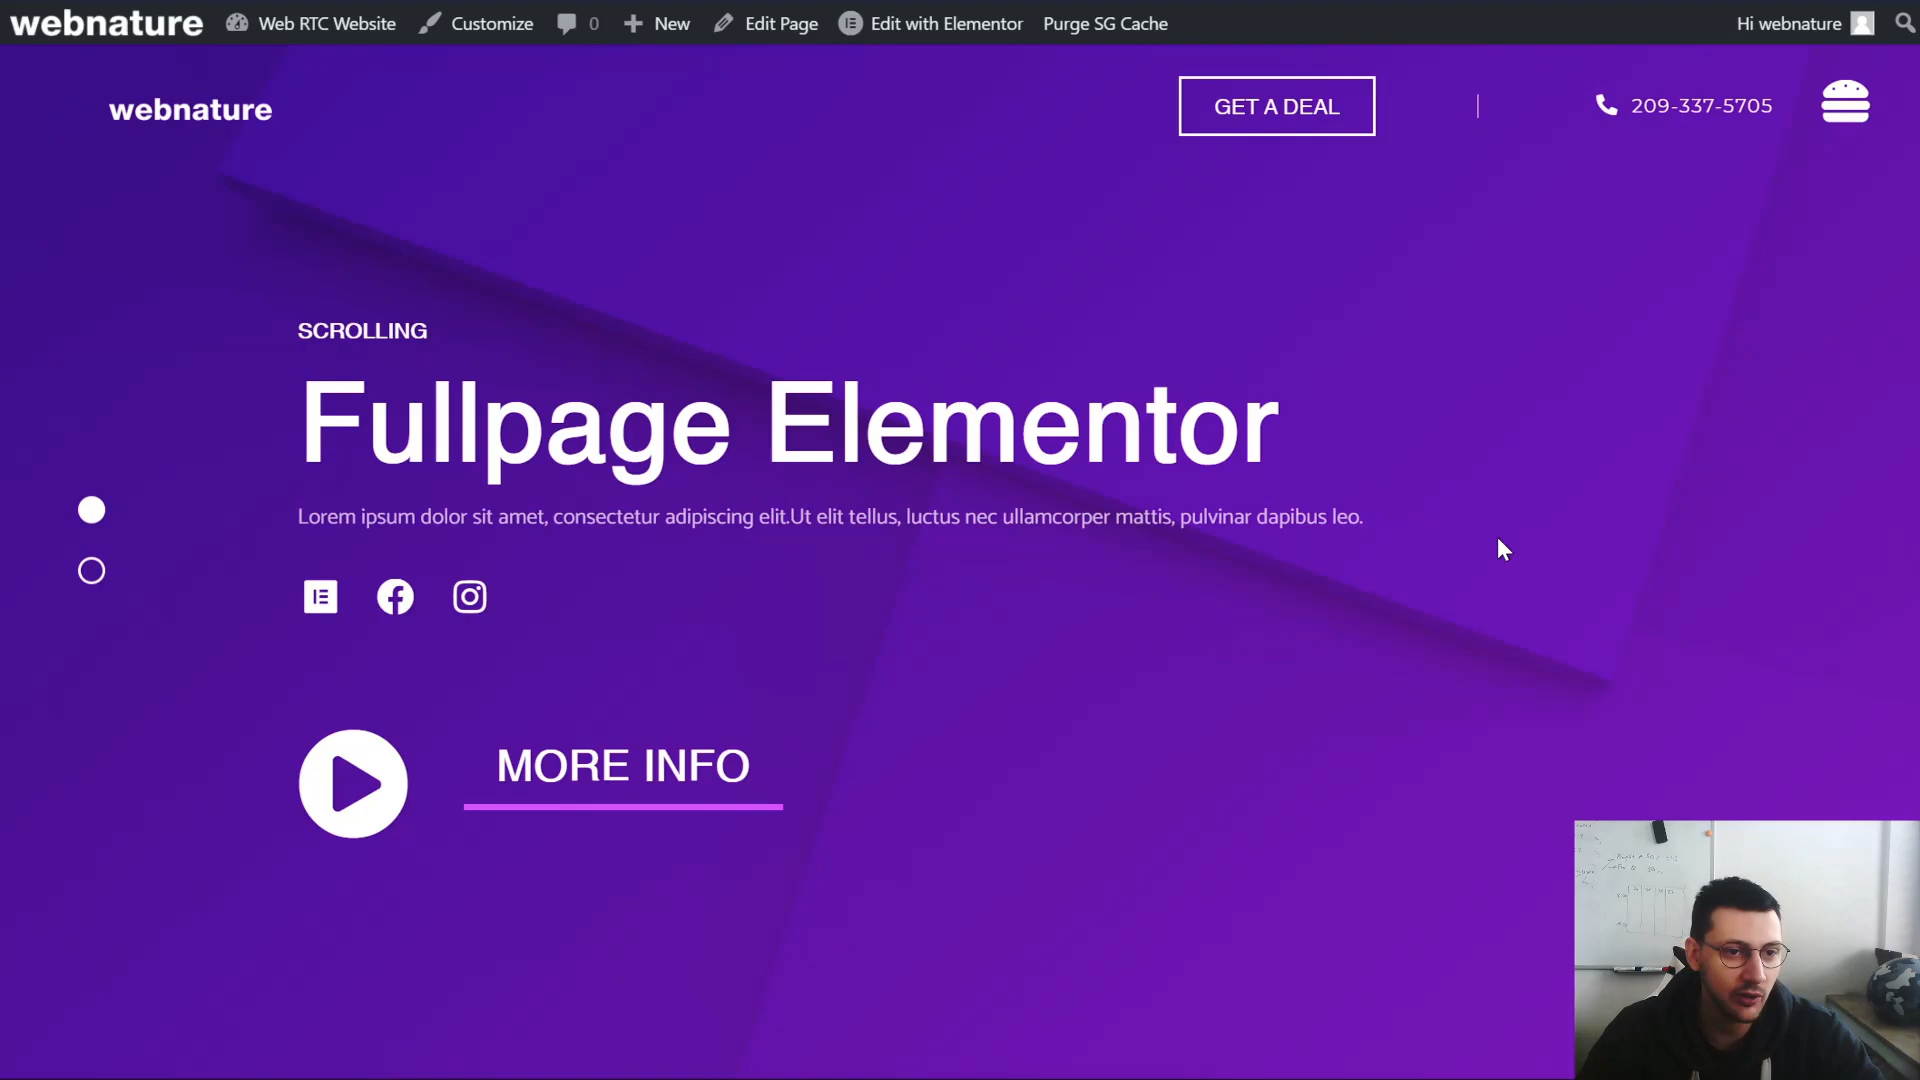 webnature Web RTC Website Customize 0 New Edit Page Edit with Elementor Purge SG Cache Hi webnature
webnature GET A DEAL 209-337-5705
SCROLLING
Fullpage Elementor
Lorem ipsum dolor sit amet, consectetur adipiscing elit.Ut elit tellus, luctus nec ullamcorper mattis, pulvinar dapibus leo.
MORE INFO